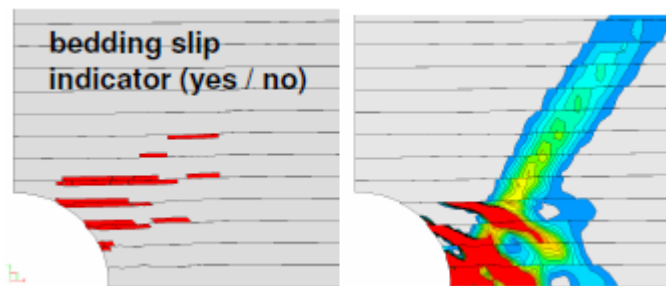 bedding slip
indicator (yes / no)